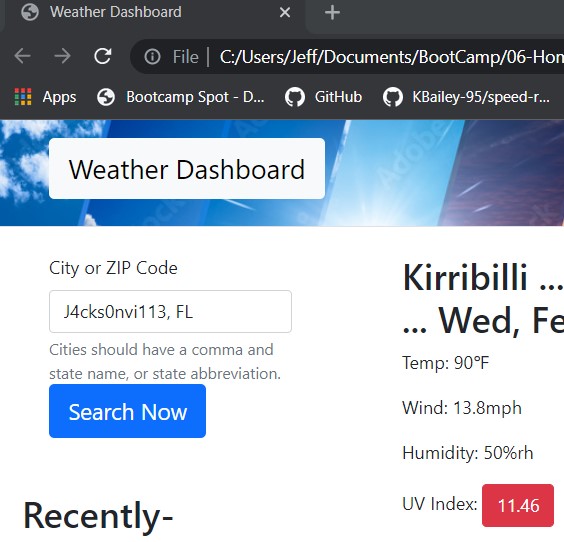 Weather Dashboard
File | C:/Users/Jeff/Documents/BootCamp/06-Hom
Apps Bootcamp Spot - D... GitHub KBailey-95/speed-r...
Weather Dashboard
City or ZIP Code
J4cks0nvi113, FL
Cities should have a comma and
state name, or state abbreviation.
Search Now
Recently-
Kirribilli ...
... Wed, Fe
Temp: 90°F
Wind: 13.8mph
Humidity: 50%rh
UV Index: 11.46